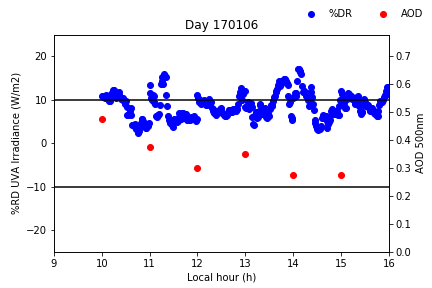 %DR AOD
Day 170106
%RD UVA Irradiance (W/m2)
20
10
0
−10
−20
0.7
0.6
0.5
0.4
0.3
0.2
0.1
0.0
AOD 500nm
9 10 11 12 13 14 15 16
Local hour (h)